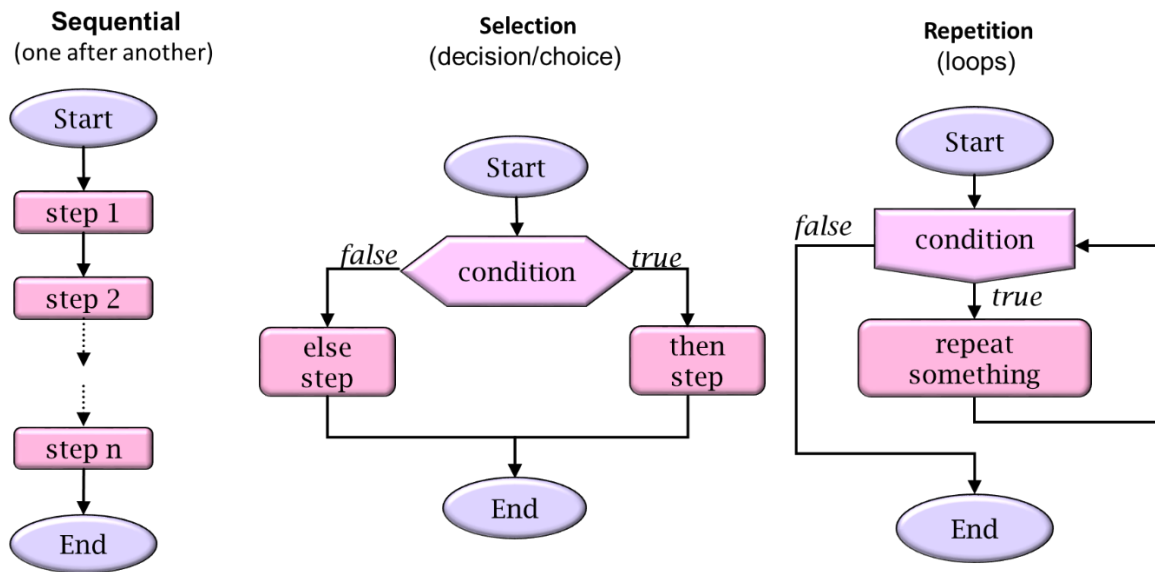 Sequential
(one after another)
Start
step 1
step 2
step n
End
Selection
(decision/choice)
Start
false
true
condition
else
step
then
step
End
Repetition
(loops)
Start
false
condition
true
repeat
something
End